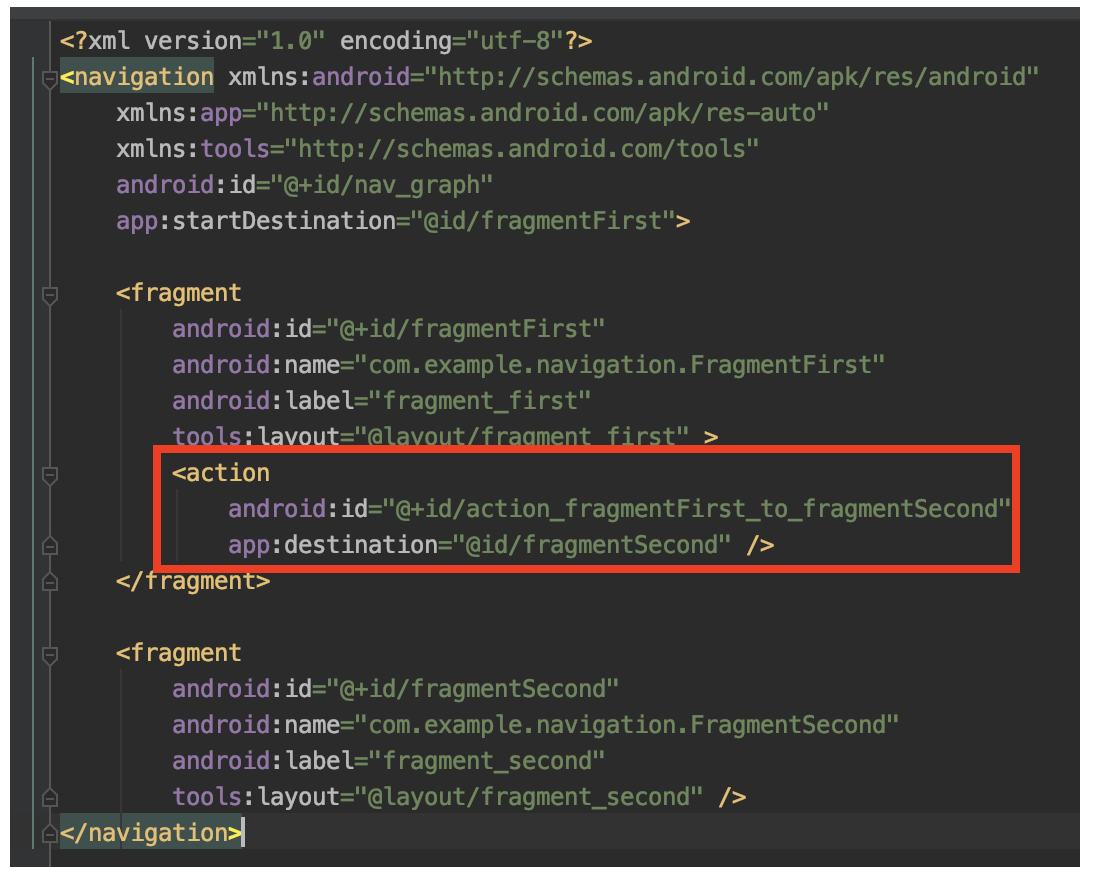 <?xml version="1.0" encoding="utf-8"?>
<navigation xmlns:android="http://schemas.android.com/apk/res/android"
xmlns:app="http://schemas.android.com/apk/res-auto"
xmlns:tools="http://schemas.android.com/tools"
android:id="@+id/nav_graph"
app:startDestination="@id/fragmentFirst">
<fragment
android:id="@+id/fragmentFirst"
android:name="com.example.navigation.FragmentFirst"
android:label="fragment_first"
tools:layout="@layout/fragment_first" >
<action
android:id="@+id/action_fragmentFirst_to_fragmentSecond"
app:destination="@id/fragmentSecond" />
</fragment>
<fragment
android:id="@+id/fragmentSecond"
android:name="com.example.navigation.FragmentSecond"
android:label="fragment_second"
tools:layout="@layout/fragment_second" />
</navigation>